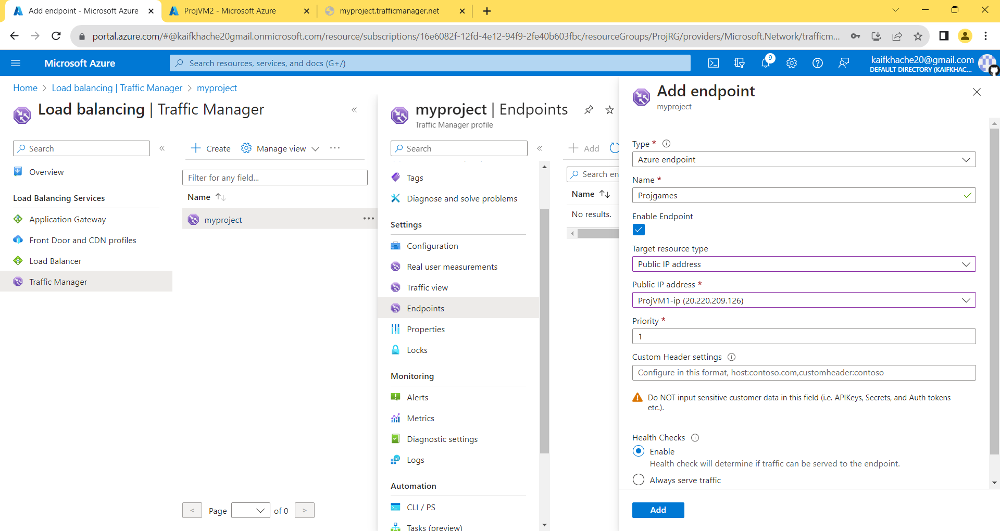 Add endpoint - Microsoft Azure
ProjVM2 - Microsoft Azure
myproject.trafficmanager.net
portal.azure.com/#@kaifkhache20gmail.onmicrosoft.com/resource/subscriptions/16e6082f-12fd-4e12-94f9-2fe40b603fbc/resourceGroups/ProjRG/providers/Microsoft.Network/trafficm...
Microsoft Azure
Search resources, services, and docs (G+/)
9
kaifkhache20@gmail.com
DEFAULT DIRECTORY (KAIFKHAC...
Home > Load balancing | Traffic Manager > myproject
Load balancing | Traffic Manager
Search
Overview
Load Balancing Services
Application Gateway
Front Door and CDN profiles
Load Balancer
Traffic Manager
Create
Manage view
Filter for any field...
Name
myproject
< Page of 0 >
myproject | Endpoints
Traffic Manager profile
Search
Tags
Diagnose and solve problems
Settings
Configuration
Real user measurements
Traffic view
Endpoints
Properties
Locks
Monitoring
Alerts
Metrics
Diagnostic settings
Logs
Automation
CLI / PS
Tasks (preview)
Add
Search en
Name
No results.
Add endpoint
myproject
Type *
Azure endpoint
Name *
Projgames
Enable Endpoint
Target resource type
Public IP address
Public IP address *
ProjVM1-ip (20.220.209.126)
Priority *
1
Custom Header settings
Configure in this format, host:contoso.com,customheader:contoso
Do NOT input sensitive customer data in this field (i.e. APIKeys, Secrets, and Auth tokens
etc.).
Health Checks
Enable
Health check will determine if traffic can be served to the endpoint.
Always serve traffic
Add